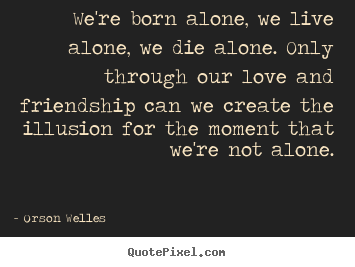 We're born alone, we live
alone, we die alone. Only
through our love and
friendship can we create the
illusion for the moment that
we're not alone.
- Orson Welles
QuotePixel.com